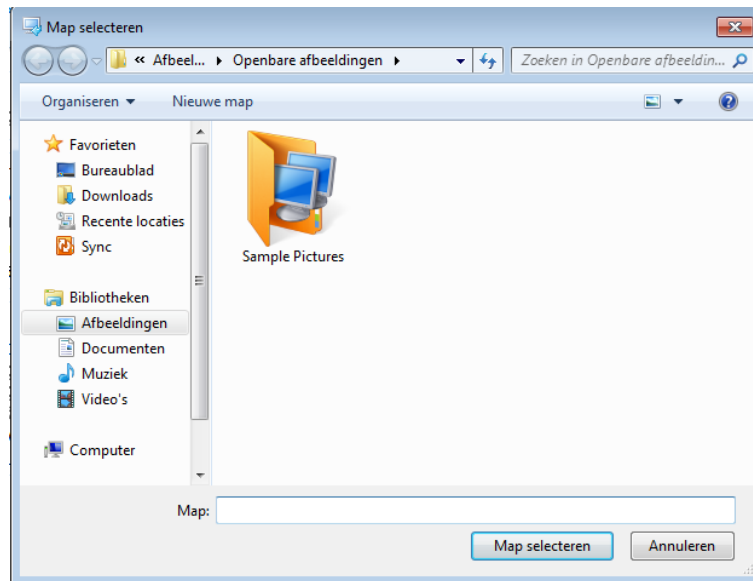 Map selecteren
« Afbeel... ▸ Openbare afbeeldingen ▸
Zoeken in Openbare afbeeldin...
Organiseren Nieuwe map
Favorieten
Bureaublad
Downloads
Recente locaties
Sync
Bibliotheken
Afbeeldingen
Documenten
Muziek
Video's
Computer
Sample Pictures
Map:
Map selecteren Annuleren